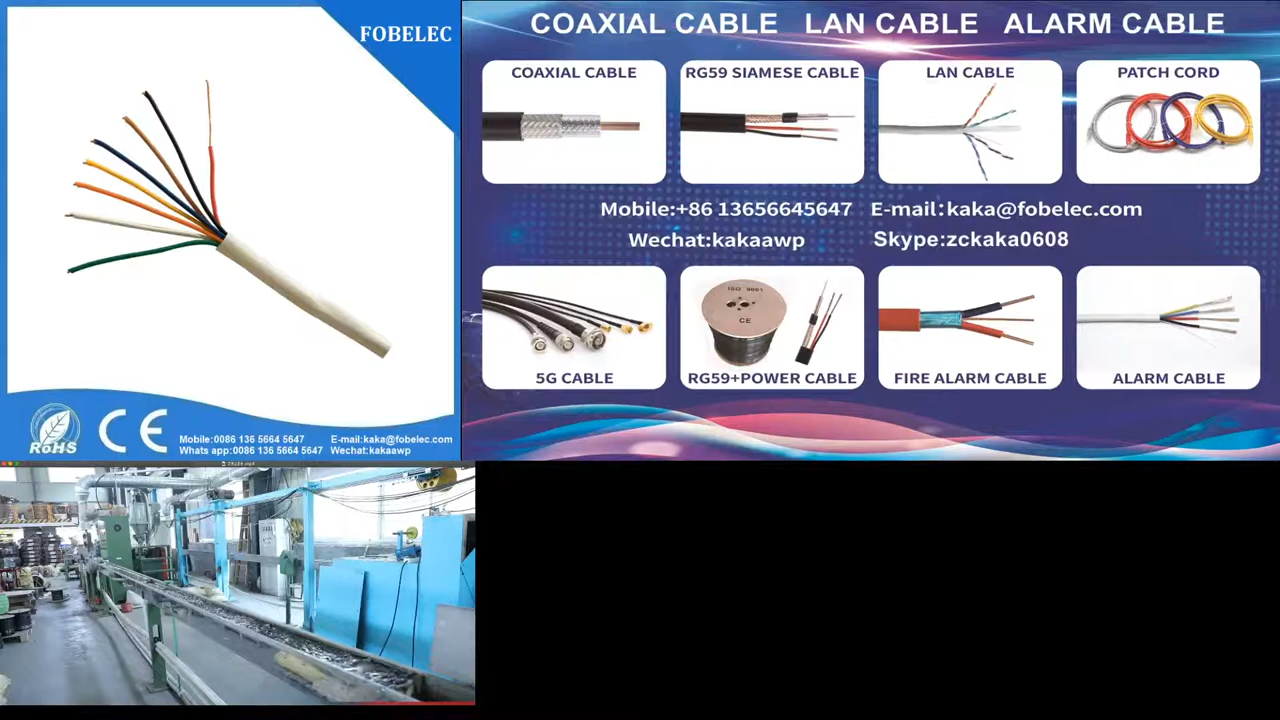 FOBELEC
RoHS
CE
Mobile:0086 136 5664 5647 E-mail:kaka@fobelec.com
Whats app:0086 136 5664 5647 Wechat:kakaawp
COAXIAL CABLE LAN CABLE ALARM CABLE
COAXIAL CABLE
RG59 SIAMESE CABLE
LAN CABLE
PATCH CORD
Mobile:+86 13656645647 E-mail:kaka@fobelec.com
Wechat:kakaawp Skype:zckaka0608
5G CABLE
ISO 9001
CE
RG59+POWER CABLE
FIRE ALARM CABLE
ALARM CABLE